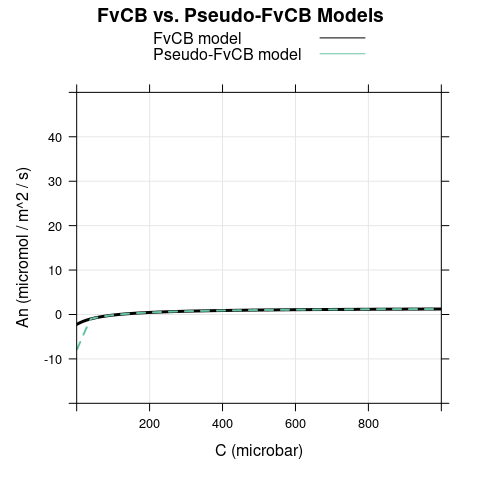 FvCB vs. Pseudo-FvCB Models
FvCB model
Pseudo-FvCB model
An (micromol / m^2 / s)
40
30
20
10
0
-10
200 400 600 800
C (microbar)